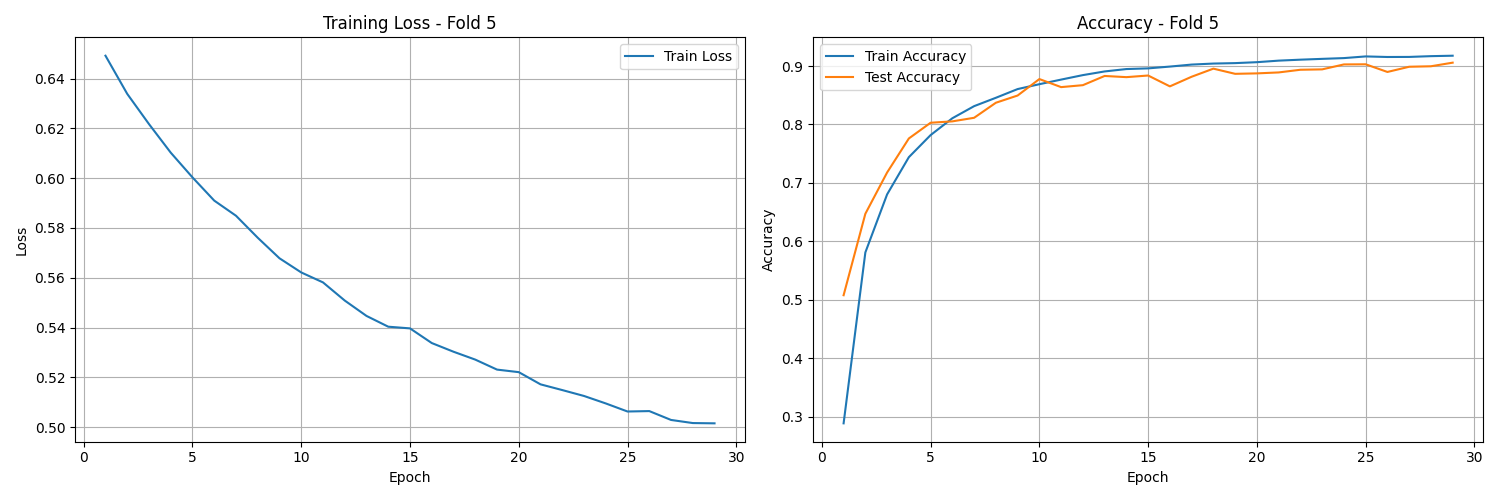 Training Loss - Fold 5
Train Loss
0.64
0.62
0.60
0.58
0.56
0.54
0.52
0.50
Loss
0 5 10 15 20 25 30
Epoch
Accuracy - Fold 5
Train Accuracy
Test Accuracy
0.9
0.8
0.7
0.6
0.5
0.4
0.3
Accuracy
0 5 10 15 20 25 30
Epoch